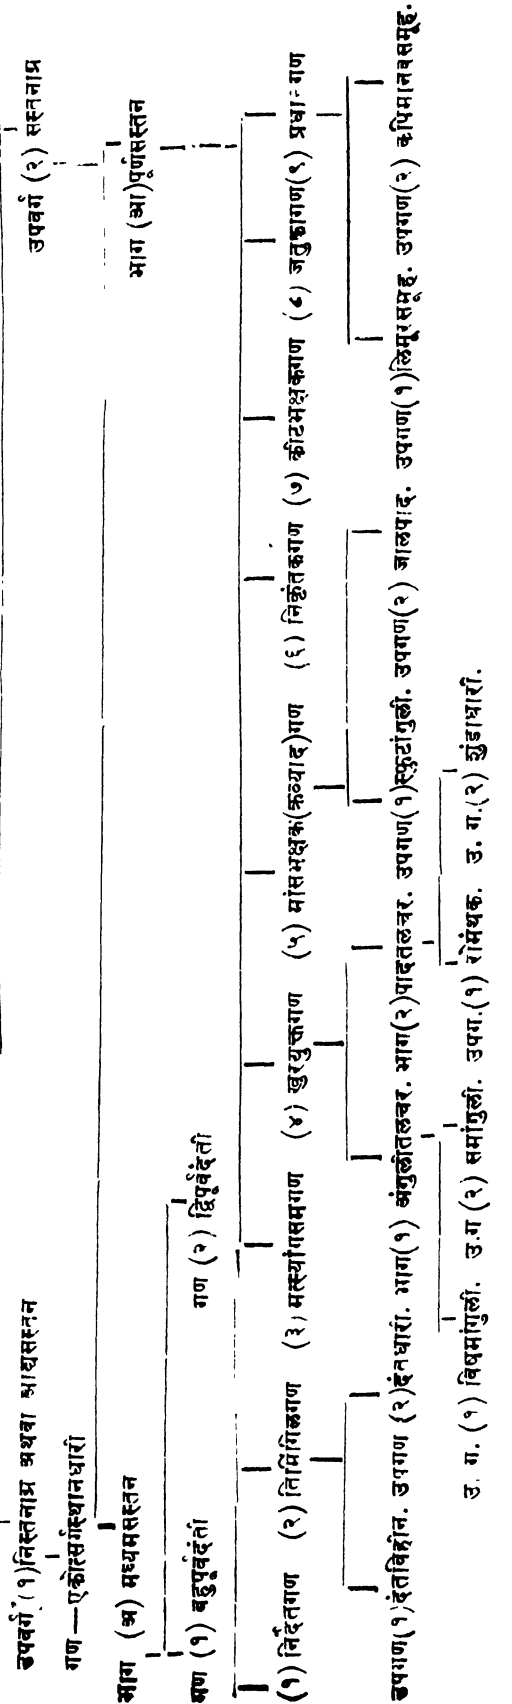 उपवर्ग (१) निस्तनाग्र अथवा आद्यसस्तन
उपवर्ग (२) सस्तनाग्र
गण — एकोत्सर्गस्थानधारी
भाग (अ) मध्यमसस्तन
भाग (आ) पूर्णसस्तन
गण (१) बहुपूर्वदंती
गण (२) द्विपूर्वदंती
(१) निर्दंतगण (२) तिमिंगिलगण (३) मत्स्यांगसमगण (४) खुरयुक्तगण (५) मांसभक्षक(क्रव्याद)गण (६) निकृंतकगण (७) कीटभक्षकगण (८) जतुकागण (९) प्रधानगण
उपगण(१)दंतविहीन. उपगण (२)दंतधारी. भाग(१) अंगुलीतलचर. भाग(२)पादतलचर. उपगण(१)स्फुटांगुली. उपगण(२) जालपाद. उपगण(१)लिमूरसमूह. उपगण(२) कपिमानवसमूह.
उ. ग. (१) विषमांगुली. उ.ग (२) समांगुली. उपग.(१) रोमंथक. उ. ग.(२) शुंडाधारी.